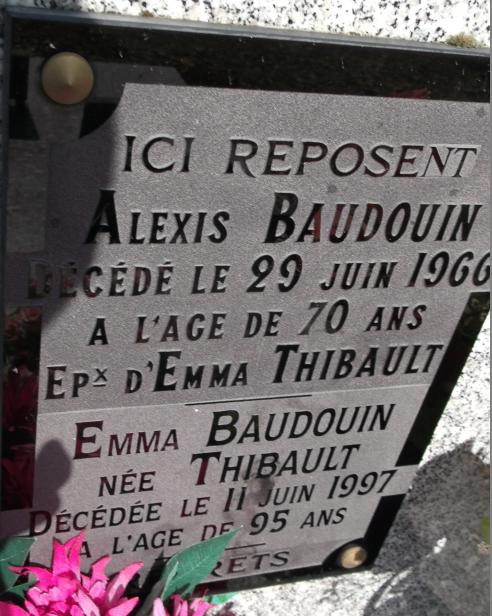 ICI REPOSENT
ALEXIS BAUDOUIN
DÉCÉDÉ LE 29 JUIN 1966
A L'AGE DE 70 ANS
EPX D'EMMA THIBAULT
EMMA BAUDOUIN
NÉE THIBAULT
DÉCÉDÉE LE 11 JUIN 1997
A L'AGE DE 95 ANS